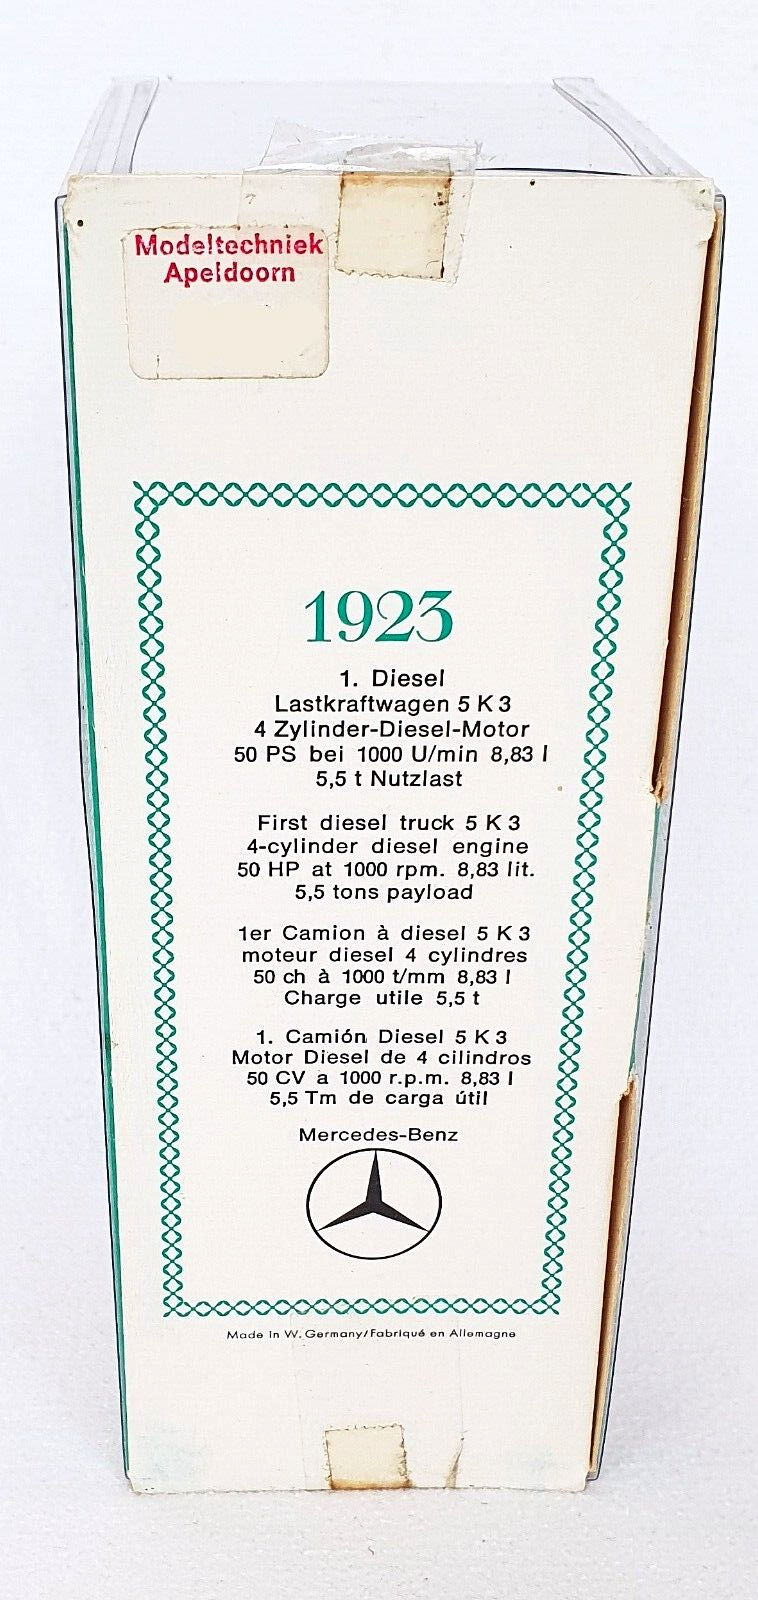 Modeltechniek
Apeldoorn
1923
1. Diesel
Lastkraftwagen 5 K 3
4 Zylinder-Diesel-Motor
50 PS bei 1000 U/min 8,83 l
5,5 t Nutzlast
First diesel truck 5 K 3
4-cylinder diesel engine
50 HP at 1000 rpm. 8,83 lit.
5,5 tons payload
1er Camion à diesel 5 K 3
moteur diesel 4 cylindres
50 ch à 1000 t/mm 8,83 l
Charge utile 5,5 t
1. Camión Diesel 5 K 3
Motor Diesel de 4 cilindros
50 CV a 1000 r.p.m. 8,83 l
5,5 Tm de carga útil
Mercedes-Benz
Made in W. Germany/Fabriqué en Allemagne